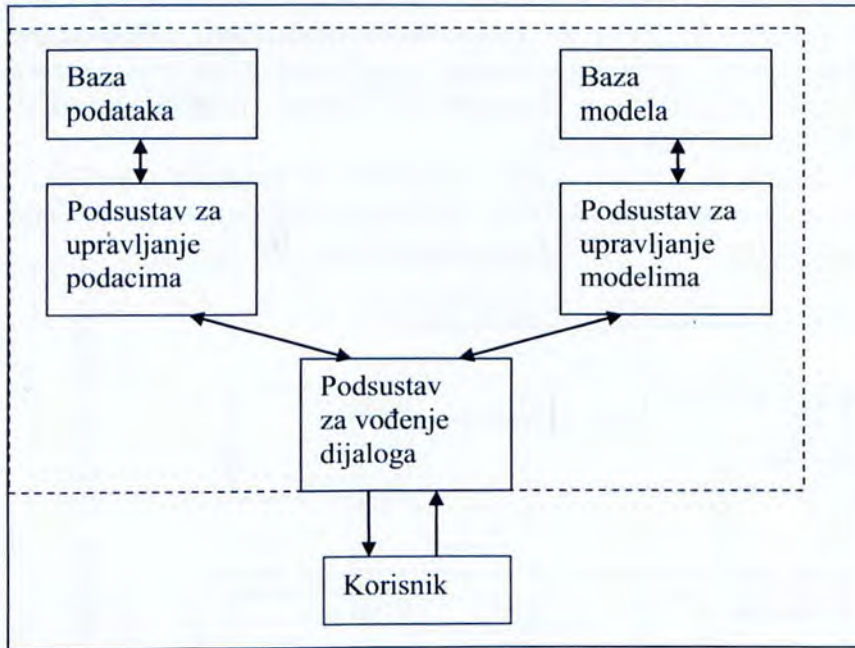 Baza
podataka
Baza
modela
Podsustav za
upravljanje
podacima
Podsustav za
upravljanje
modelima
Podsustav
za vođenje
dijaloga
Korisnik